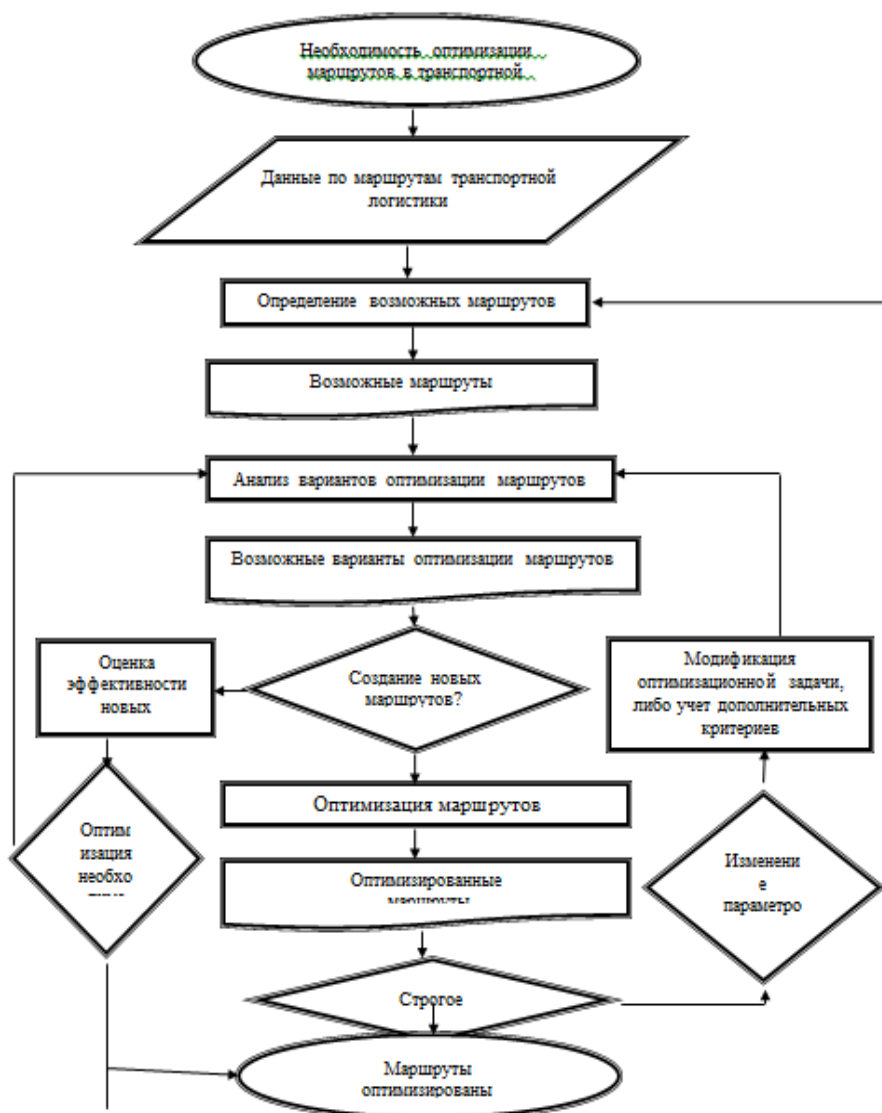 Необходимость оптимизации
маршрутов в транспортной
Данные по маршрутам транспортной
логистики
Определение возможных маршрутов
Возможные маршруты
Анализ вариантов оптимизации маршрутов
Возможные варианты оптимизации маршрутов
Оценка
эффективности
новых
Создание новых
маршрутов?
Модификация
оптимизационной задачи,
либо учет дополнительных
критериев
Оптимизация маршрутов
Оптим
изация
необхо
Оптимизированные
маршруты
Изменени
е
параметро
Строгое
Маршруты
оптимизированы